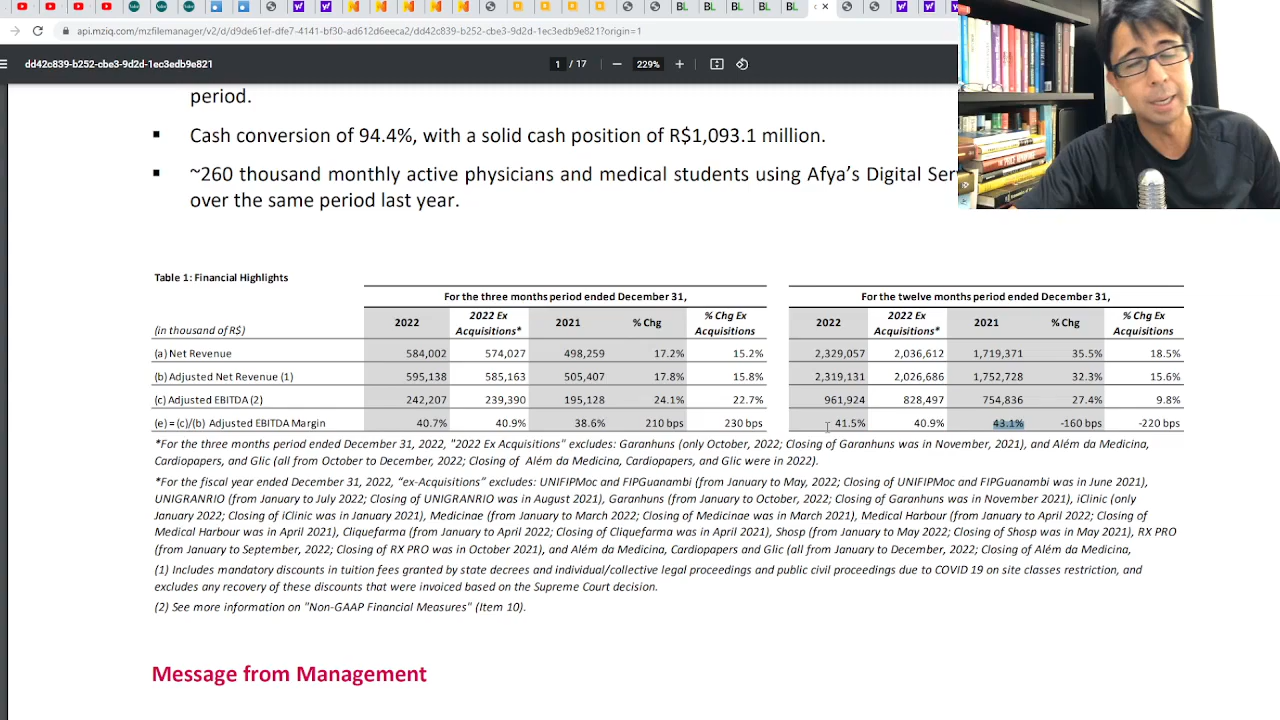 api.mziq.com/mzfilemanager/v2/d/d9de61ef-dfe7-4141-bf30-ad612d6eeca2/dd42c839-b252-cbe3-9d2d-1ec3edb9e821?origin=1
dd42c839-b252-cbe3-9d2d-1ec3edb9e821
1 / 17
229%
period.
Cash conversion of 94.4%, with a solid cash position of R$1,093.1 million.
~260 thousand monthly active physicians and medical students using Afya's Digital Ser
over the same period last year.
Table 1: Financial Highlights
For the three months period ended December 31, For the twelve months period ended December 31,
(in thousand of R$) 2022 2022 Ex Acquisitions* 2021 % Chg % Chg Ex Acquisitions 2022 2022 Ex Acquisitions* 2021 % Chg % Chg Ex Acquisitions
(a) Net Revenue 584,002 574,027 498,259 17.2% 15.2% 2,329,057 2,036,612 1,719,371 35.5% 18.5%
(b) Adjusted Net Revenue (1) 595,138 585,163 505,407 17.8% 15.8% 2,319,131 2,026,686 1,752,728 32.3% 15.6%
(c) Adjusted EBITDA (2) 242,207 239,390 195,128 24.1% 22.7% 961,924 828,497 754,836 27.4% 9.8%
(e) = (c)/(b) Adjusted EBITDA Margin 40.7% 40.9% 38.6% 210 bps 230 bps 41.5% 40.9% 43.1% -160 bps -220 bps
*For the three months period ended December 31, 2022, "2022 Ex Acquisitions" excludes: Garanhuns (only October, 2022; Closing of Garanhuns was in November, 2021), and Além da Medicina,
Cardiopapers, and Glic (all from October to December, 2022; Closing of Além da Medicina, Cardiopapers, and Glic were in 2022).
*For the fiscal year ended December 31, 2022, “ex-Acquisitions” excludes: UNIFIPMoc and FIPGuanambi (from January to May, 2022; Closing of UNIFIPMoc and FIPGuanambi was in June 2021),
UNIGRANRIO (from January to July 2022; Closing of UNIGRANRIO was in August 2021), Garanhuns (from January to October, 2022; Closing of Garanhuns was in November 2021), iClinic (only
January 2022; Closing of iClinic was in January 2021), Medicinae (from January to March 2022; Closing of Medicinae was in March 2021), Medical Harbour (from January to April 2022; Closing of
Medical Harbour was in April 2021), Cliquefarma (from January to April 2022; Closing of Cliquefarma was in April 2021), Shosp (from January to May 2022; Closing of Shosp was in May 2021), RX PRO
(from January to September, 2022; Closing of RX PRO was in October 2021), and Além da Medicina, Cardiopapers and Glic (all from January to December, 2022; Closing of Além da Medicina,
(1) Includes mandatory discounts in tuition fees granted by state decrees and individual/collective legal proceedings and public civil proceedings due to COVID 19 on site classes restriction, and
excludes any recovery of these discounts that were invoiced based on the Supreme Court decision.
(2) See more information on "Non-GAAP Financial Measures" (Item 10).
Message from Management